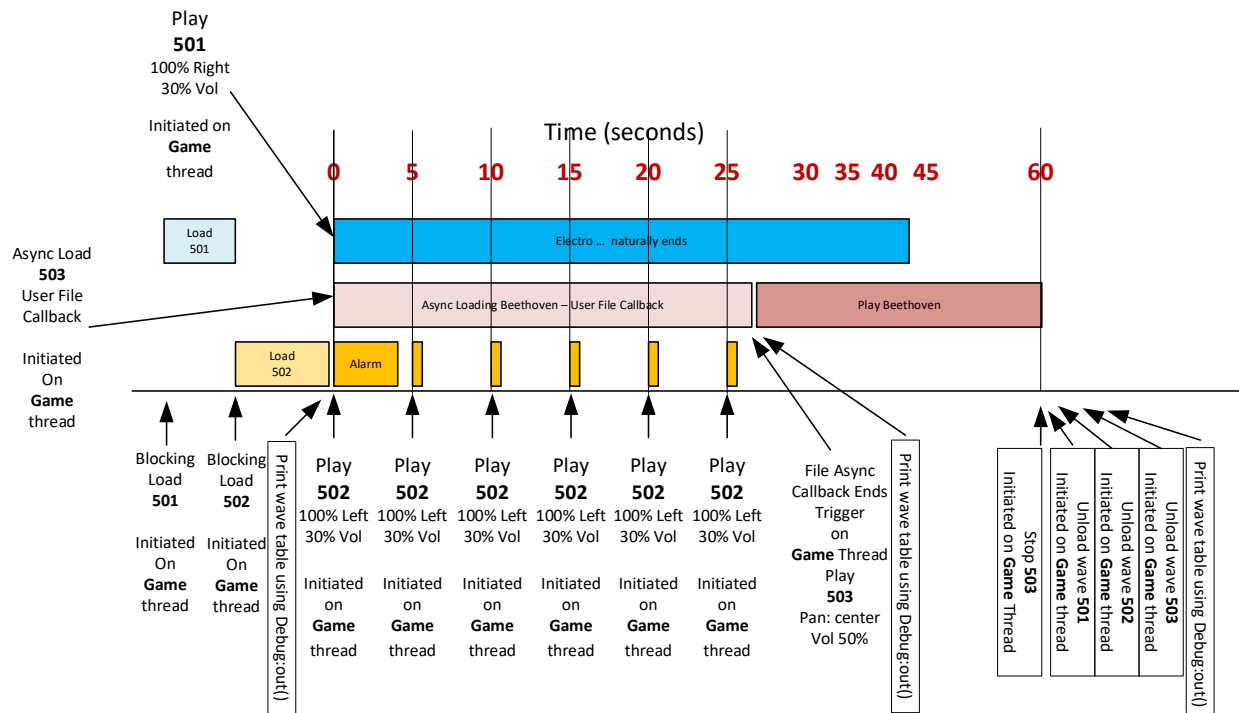 Play
501
100% Right
30% Vol
Initiated on
Game
thread
Time (seconds)
0 5 10 15 20 25 30 35 40 45 60
Load
501
Electro ... naturally ends
Async Load
503
User File
Callback
Initiated
On
Game
thread
Async Loading Beethoven – User File Callback
Play Beethoven
Load
502
Alarm
Blocking
Load
501
Initiated
On
Game
thread
Blocking
Load
502
Initiated
On
Game
thread
Print wave table using Debug:out()
Play
502
100% Left
30% Vol
Initiated
on
Game
thread
Play
502
100% Left
30% Vol
Initiated
on
Game
thread
Play
502
100% Left
30% Vol
Initiated
on
Game
thread
Play
502
100% Left
30% Vol
Initiated
on
Game
thread
Play
502
100% Left
30% Vol
Initiated
on
Game
thread
Play
502
100% Left
30% Vol
Initiated
on
Game
thread
File Async
Callback Ends
Trigger
on
Game Thread
Play
503
Pan: center
Vol 50%
Print wave table using Debug:out()
Stop 503
Initiated on Game Thread
Unload wave 501
Initiated on Game thread
Unload wave 502
Initiated on Game thread
Unload wave 503
Initiated on Game thread
Print wave table using Debug:out()